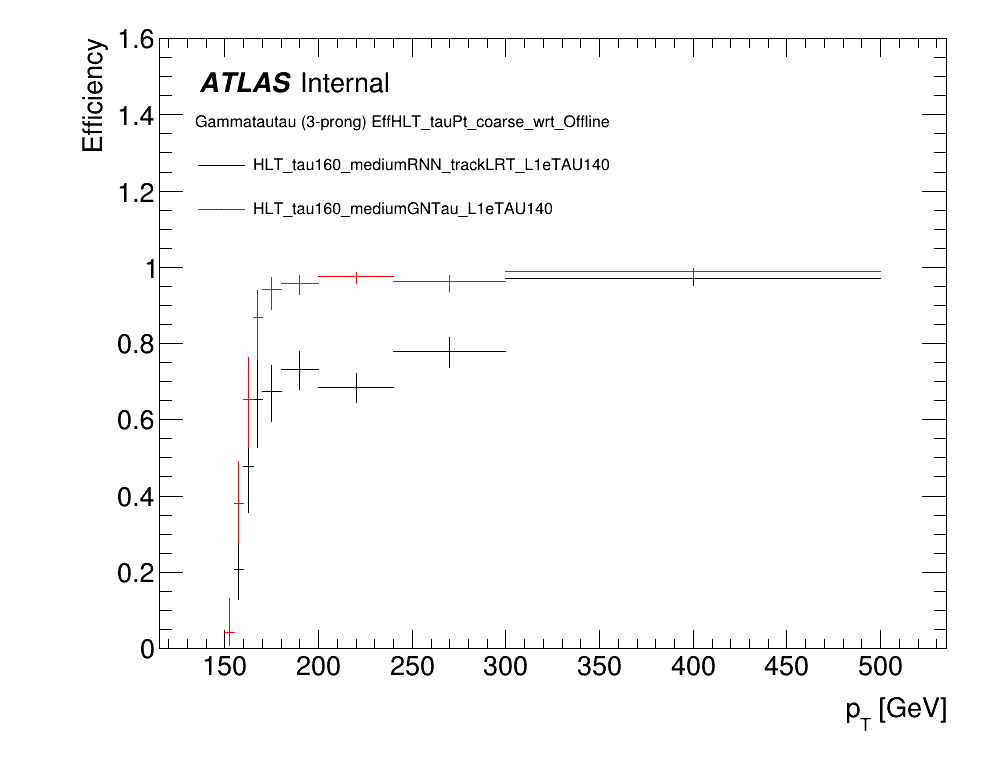 1.6
Efficiency
ATLAS Internal
1.4
Gammatautau (3-prong) EffHLT_tauPt_coarse_wrt_Offline
HLT_tau160_mediumRNN_trackLRT_L1eTAU140
1.2
HLT_tau160_mediumGNTau_L1eTAU140
1
0.8
0.6
0.4
0.2
0
150 200 250 300 350 400 450 500
pT [GeV]